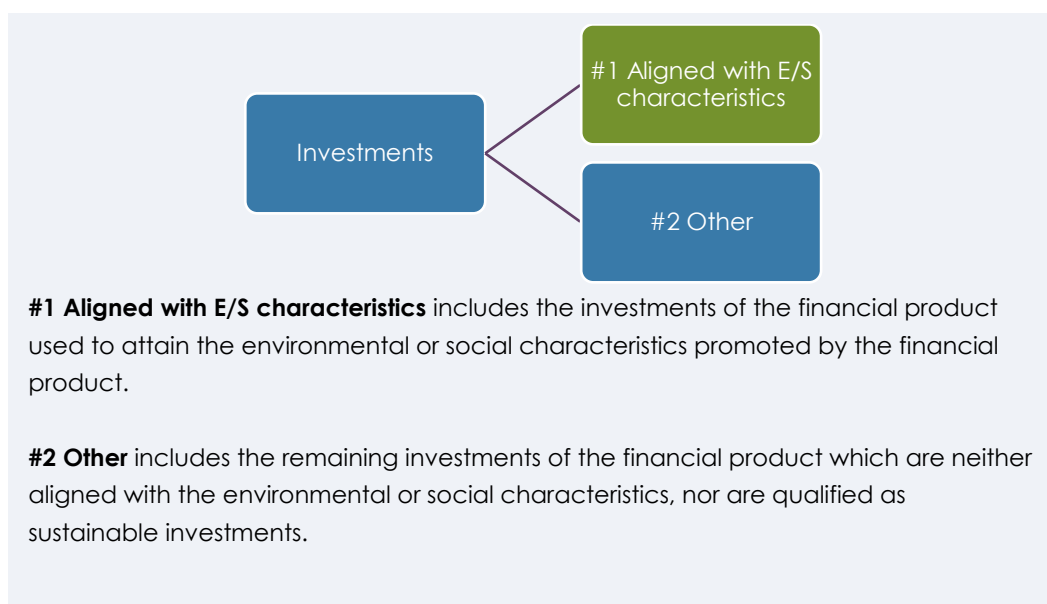 #1 Aligned with E/S
characteristics
Investments
#2 Other
#1 Aligned with E/S characteristics includes the investments of the financial product
used to attain the environmental or social characteristics promoted by the financial
product.
#2 Other includes the remaining investments of the financial product which are neither
aligned with the environmental or social characteristics, nor are qualified as
sustainable investments.